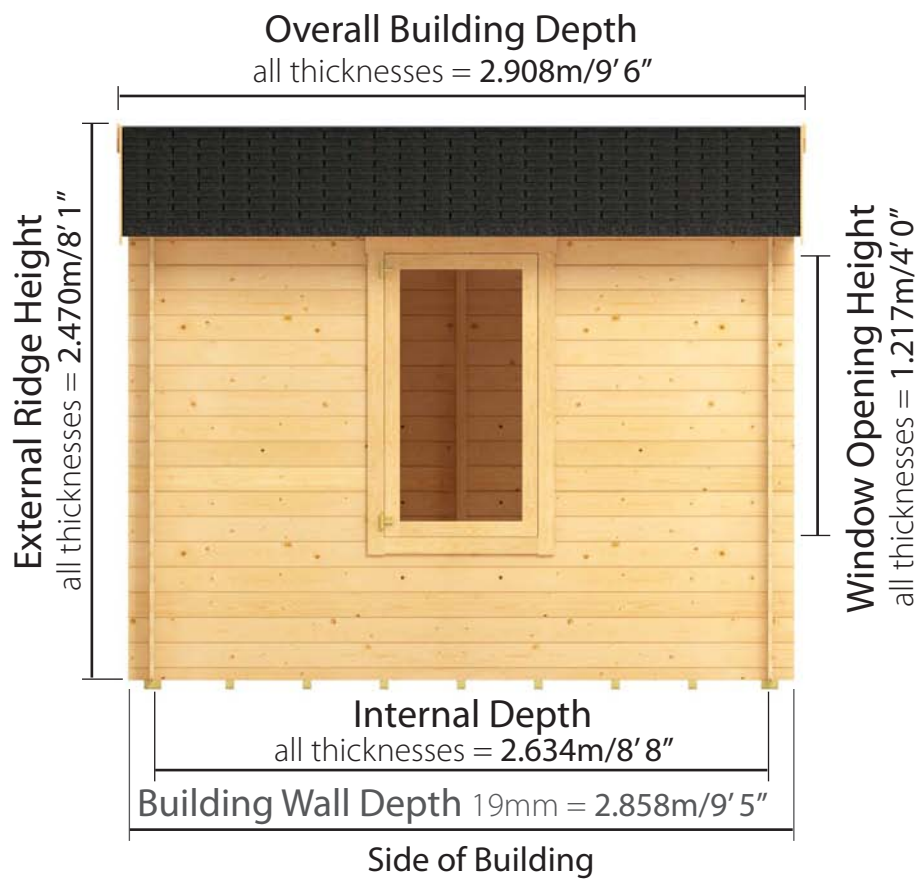 Overall Building Depth
all thicknesses = 2.908m/9’ 6”
External Ridge Height
all thicknesses = 2.470m/8’ 1”
Window Opening Height
all thicknesses = 1.217m/4’ 0”
Internal Depth
all thicknesses = 2.634m/8’ 8”
Building Wall Depth 19mm = 2.858m/9’ 5”
Side of Building